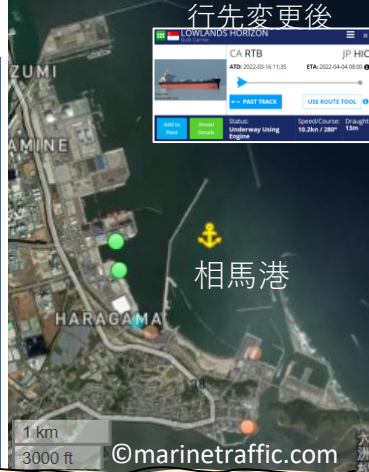 行先変更後
LOWLANDS HORIZON
Bulk Carrier
CA RTB
JP HIC
ATD: 2022-03-16 11:35
ETA: 2022-04-04 08:00
PAST TRACK
USE ROUTE TOOL
Add to Fleet
Vessel Details
Status:
Underway Using Engine
Speed/Course:
10.2kn / 280°
Draught
13m
ZUMI
AMINE
相馬港
HARAGAMA
1 km
3000 ft
©marinetraffic.com